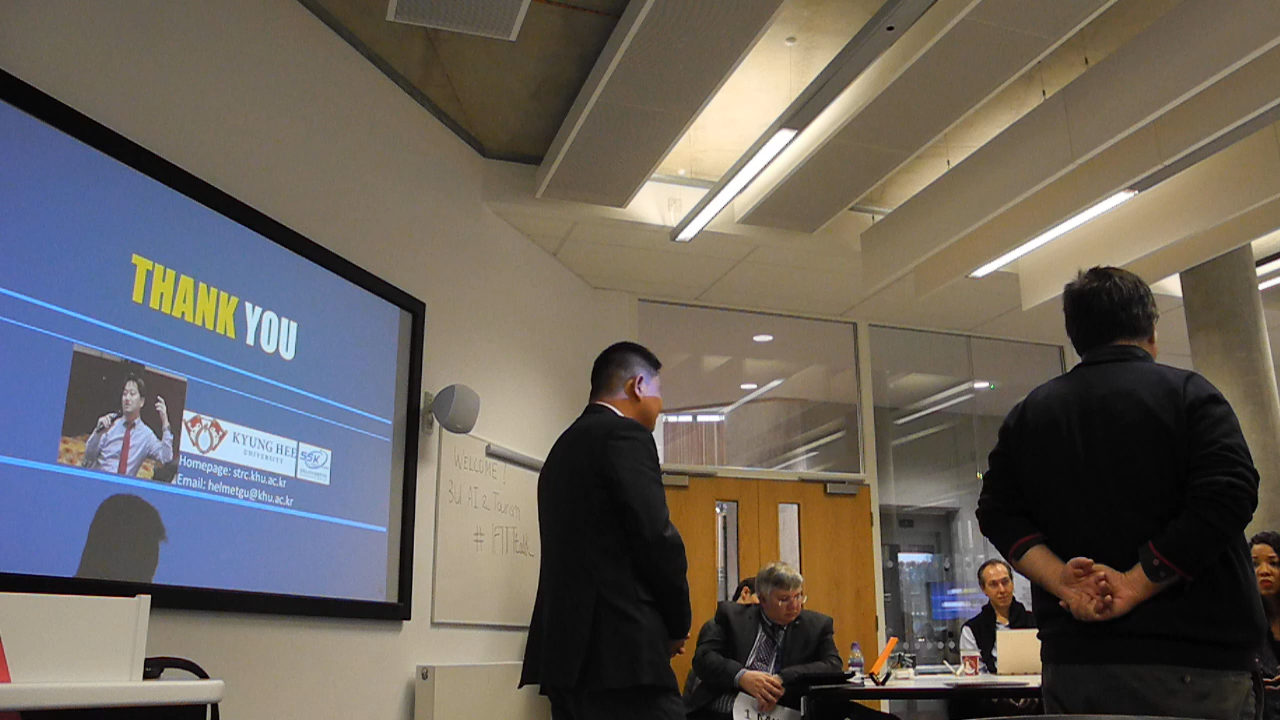 THANK YOU
KYUNG HEE
UNIVERSITY
SSK
Homepage: strc.khu.ac.kr
Email: helmetgu@khu.ac.kr
WELCOME!
3U AI & Tourism
# IFITTtalk